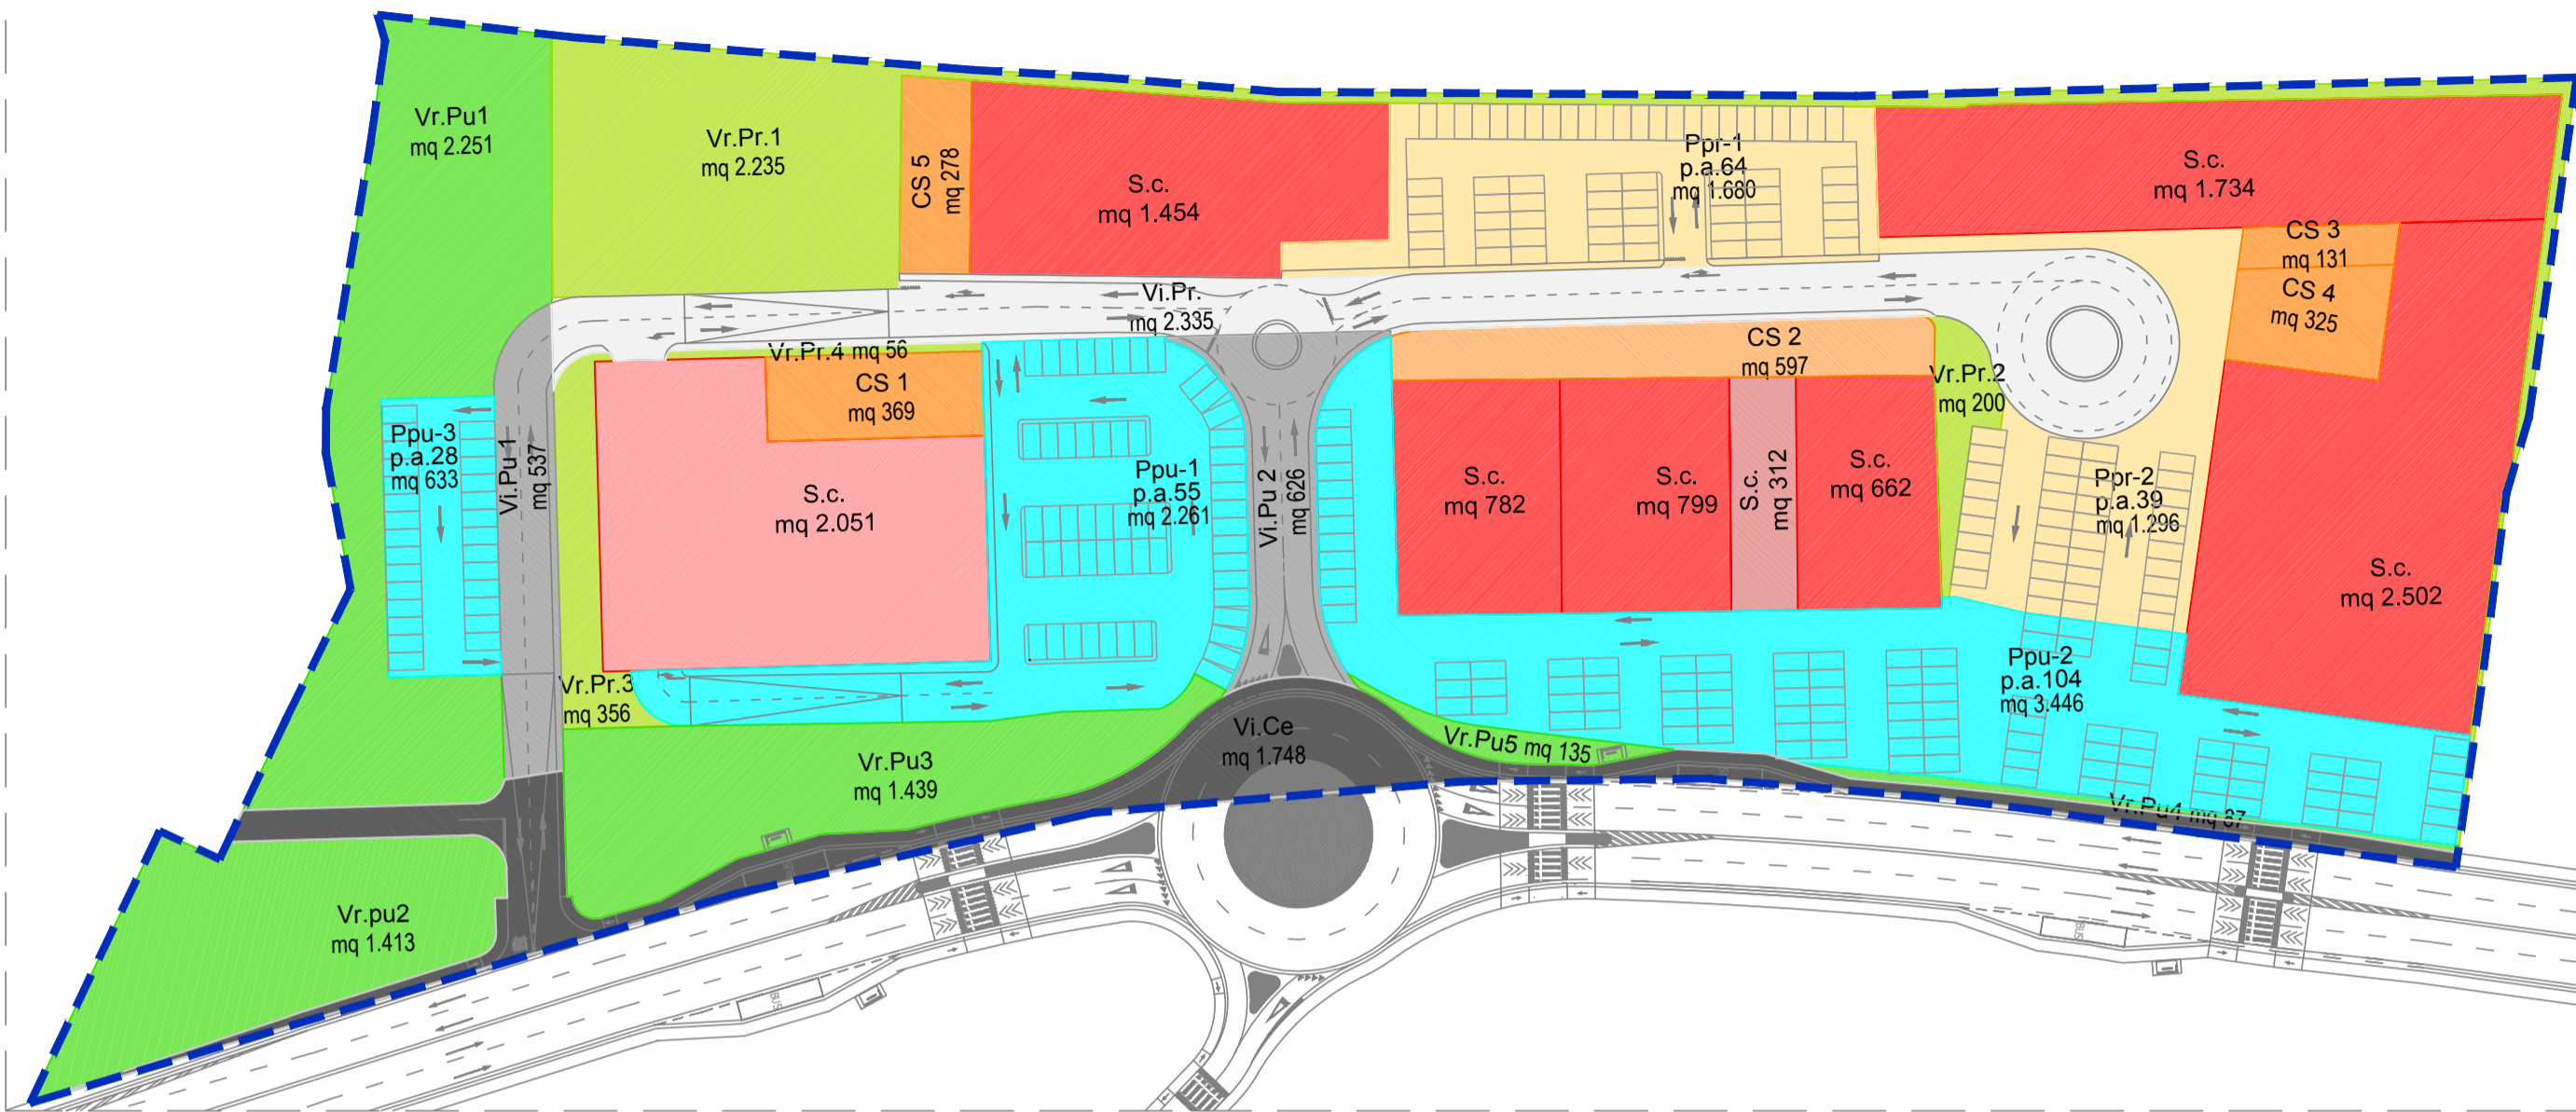 Vr.Pu1
mq 2.251
Vr.Pr.1
mq 2.235
CS 5
mq 278
S.c.
mq 1.454
Ppr-1
p.a.64
mq 1.680
S.c.
mq 1.734
CS 3
mq 131
CS 4
mq 325
Vi.Pr.
mq 2.335
Vr.Pr.4 mq 56
CS 1
mq 369
CS 2
mq 597
Vr.Pr.2
mq 200
Ppu-3
p.a.28
mq 633
Vi.Pu 1
mq 537
S.c.
mq 2.051
Ppu-1
p.a.55
mq 2.261
Vi.Pu 2
mq 626
S.c.
mq 782
S.c.
mq 799
S.c.
mq 312
S.c.
mq 662
Ppr-2
p.a.39
mq 1.296
S.c.
mq 2.502
Vr.Pr.3
mq 356
Ppu-2
p.a.104
mq 3.446
Vi.Ce
mq 1.748
Vr.Pu5 mq 135
Vr.Pu3
mq 1.439
Vr.Pu4 mq 67
Vr.pu2
mq 1.413
BUS
BUS